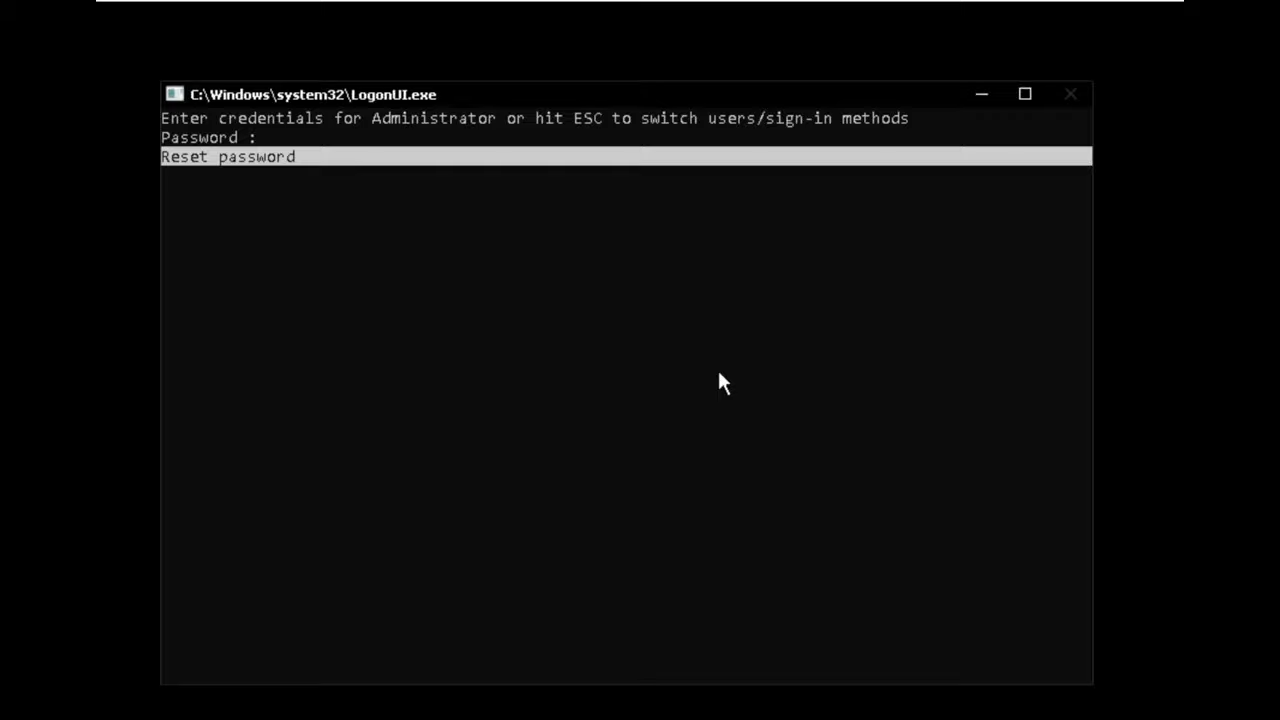 C:\Windows\system32\LogonUI.exe
Enter credentials for Administrator or hit ESC to switch users/sign-in methods
Password :
Reset password